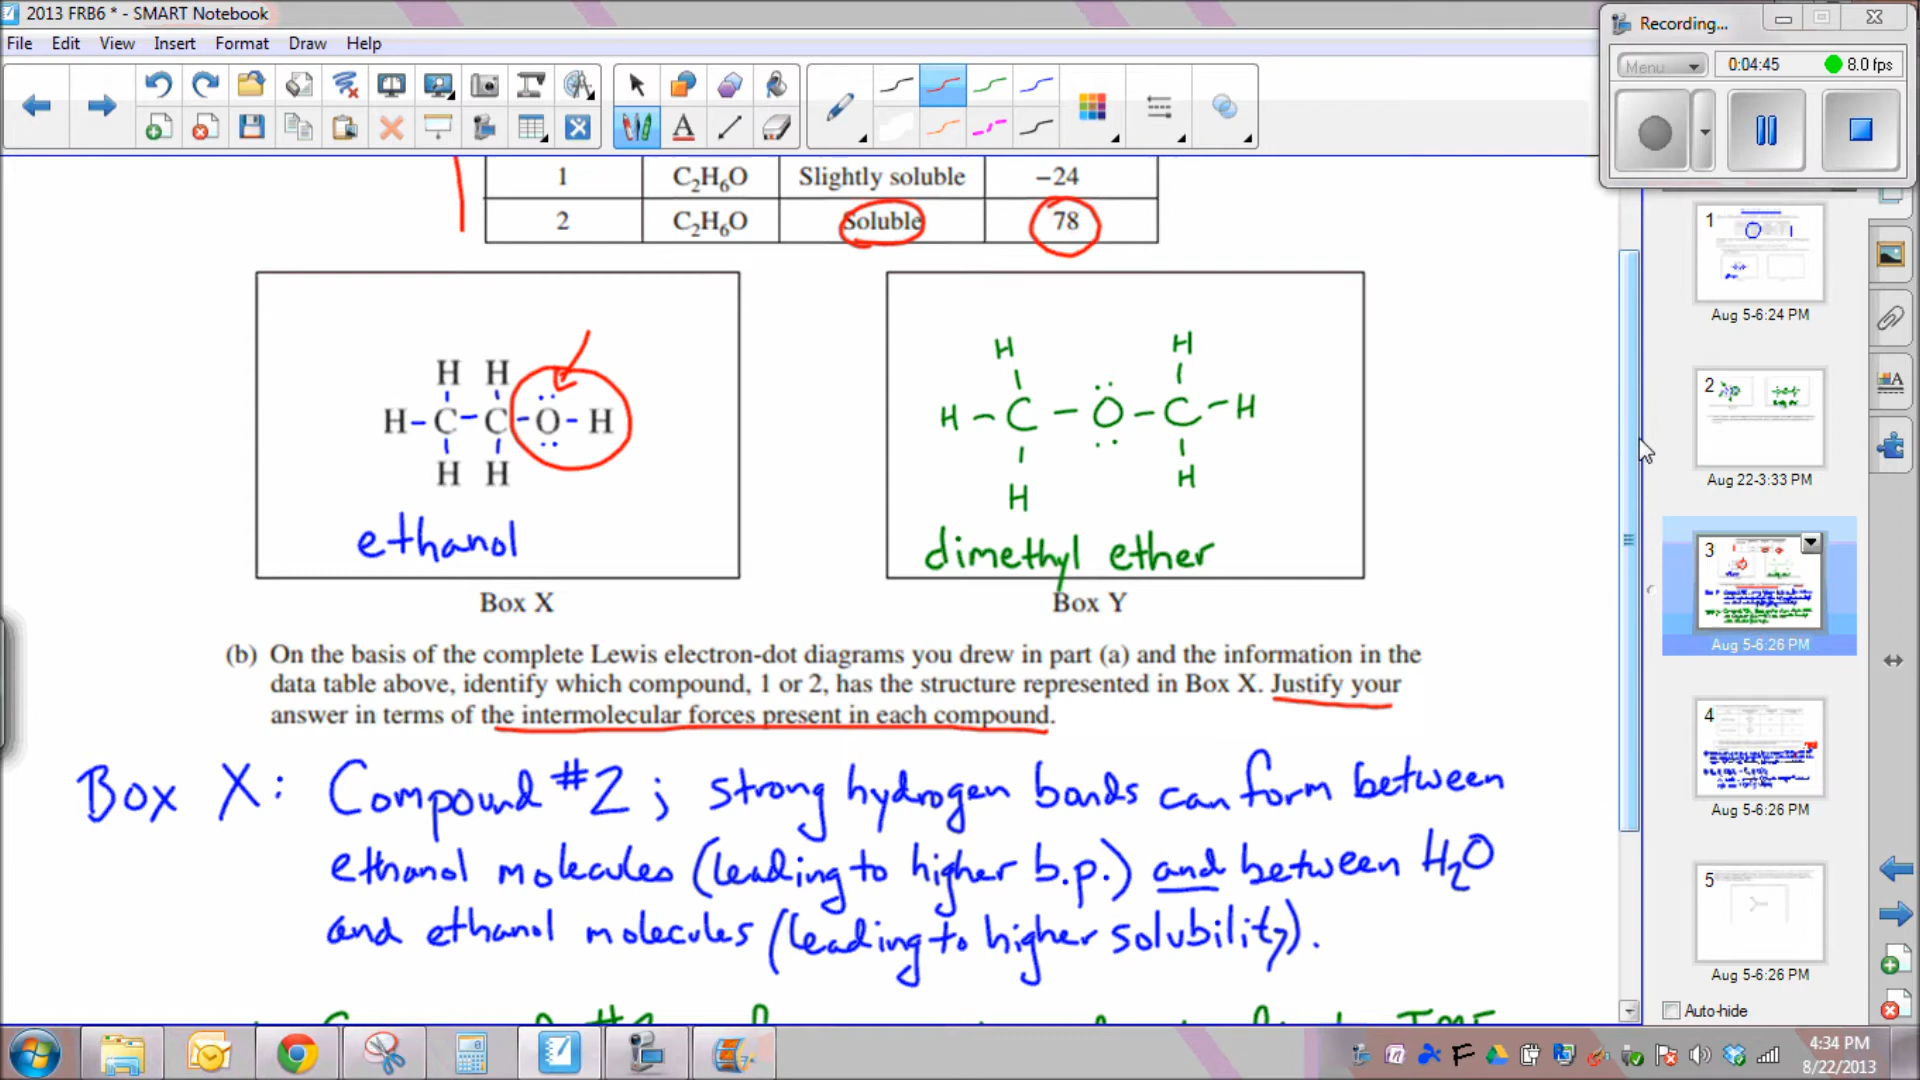 2013 FRB6 * - SMART Notebook
File Edit View Insert Format Draw Help
Recording...
Menu 0:04:45 8.0 fps
1 C₂H₆O Slightly soluble −24
2 C₂H₆O Soluble 78
H H
H-C-C-O-H
H H
ethanol
Box X
H H
H-C-O-C-H
H H
dimethyl ether
Box Y
(b) On the basis of the complete Lewis electron-dot diagrams you drew in part (a) and the information in the
data table above, identify which compound, 1 or 2, has the structure represented in Box X. Justify your
answer in terms of the intermolecular forces present in each compound.
Box X: Compound #2; strong hydrogen bonds can form between
ethanol molecules (leading to higher b.p.) and between H₂O
and ethanol molecules (leading to higher solubility).
1
Aug 5-6:24 PM
2
Aug 22-3:33 PM
3
Aug 5-6:26 PM
4
Aug 5-6:26 PM
5
Aug 5-6:26 PM
Auto-hide
4:34 PM
8/22/2013